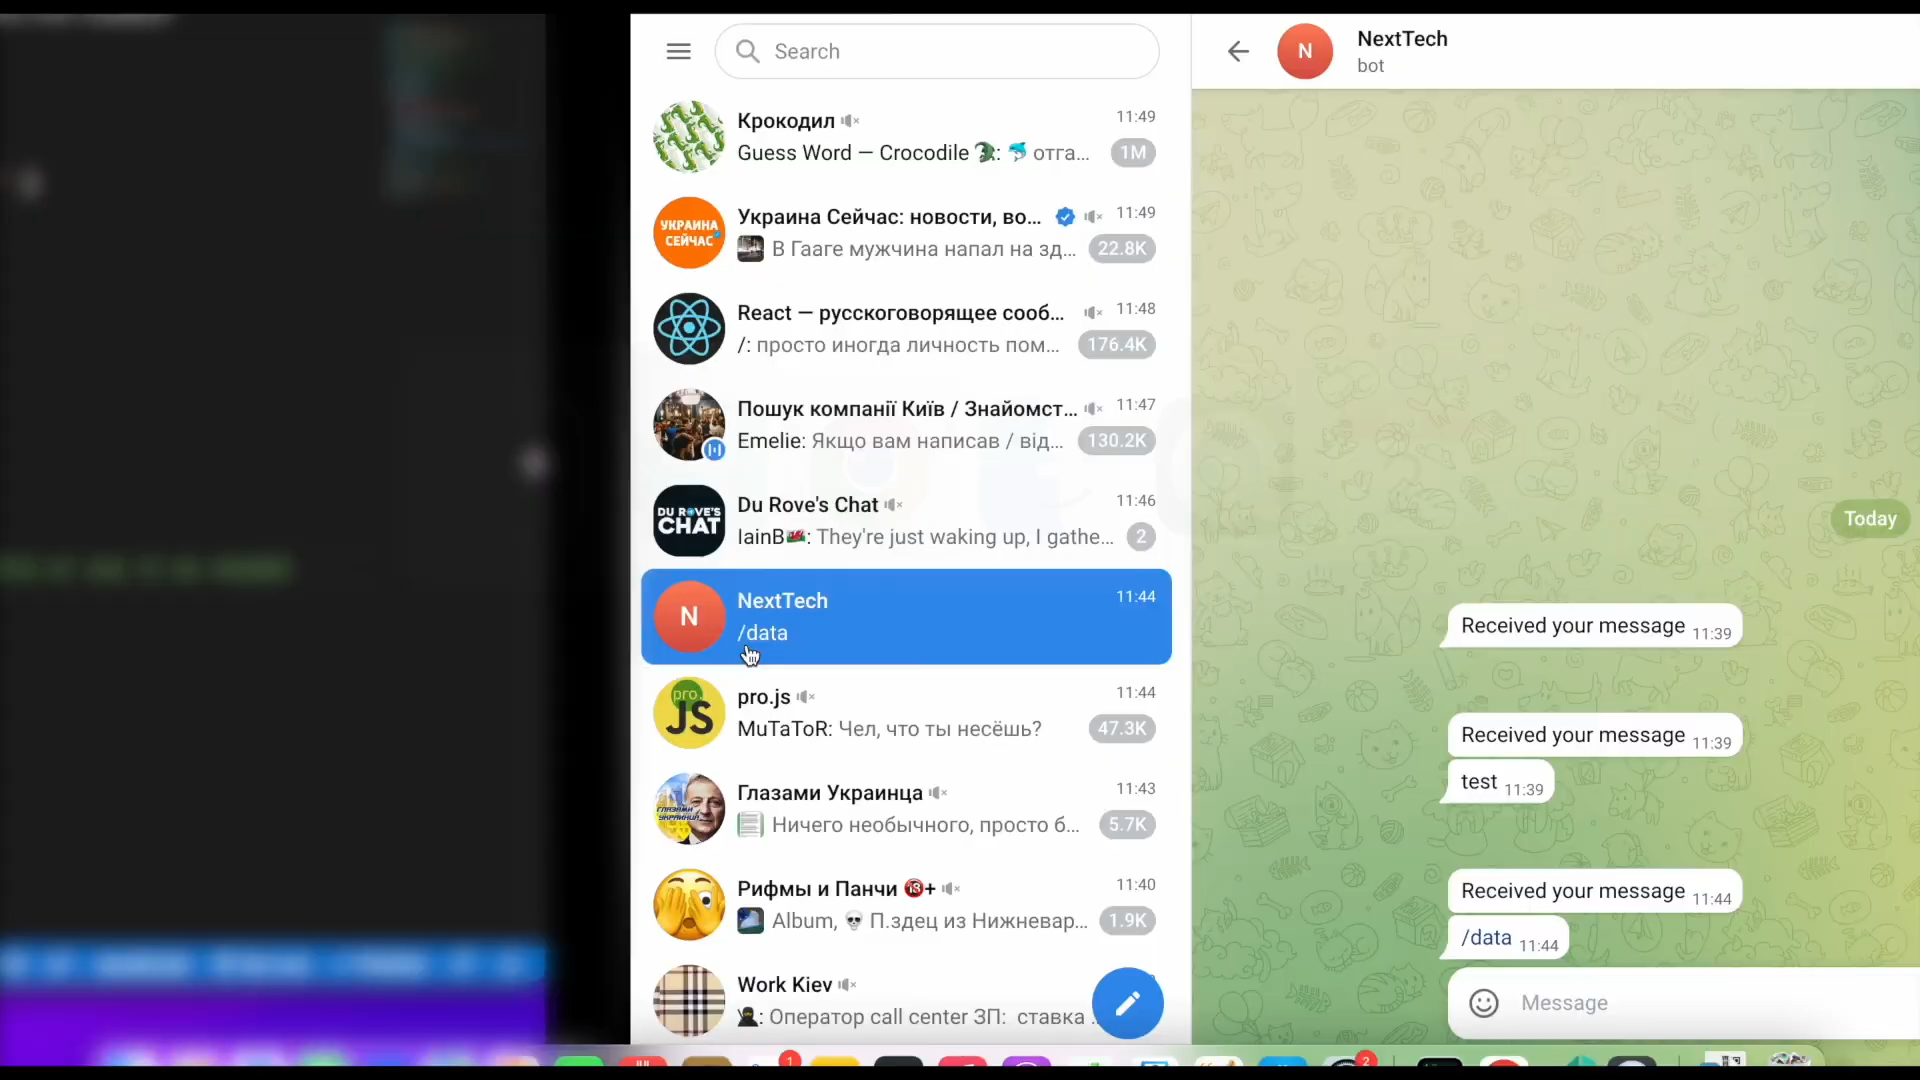 Search
Крокодил
11:49
Guess Word — Crocodile 🐊: 🐬 отга...
1M
УКРАИНА
СЕЙЧАС
Украина Сейчас: новости, во...
11:49
В Гааге мужчина напал на зд...
22.8K
React — русскоговорящее сооб...
11:48
/: просто иногда личность пом...
176.4K
Пошук компанії Київ / Знайомст...
11:47
Emelie: Якщо вам написав / від...
130.2K
DU ROVE'S
CHAT
Du Rove's Chat
11:46
IainB🏴󠁧󠁢󠁷󠁬󠁳󠁿: They're just waking up, I gathe...
2
N
NextTech
11:44
/data
pro.
JS
pro.js
11:44
MuTaToR: Чел, что ты несёшь?
47.3K
ГЛАЗАМИ
УКРАИНЦА
Глазами Украинца
11:43
Ничего необычного, просто б...
5.7K
Рифмы и Панчи 🔞+
11:40
Album, 💀 П.здец из Нижневар...
1.9K
Work Kiev
: Оператор call center ЗП: ставка
N
NextTech
bot
Today
Received your message 11:39
Received your message 11:39
test 11:39
Received your message 11:44
/data 11:44
Message
1
2